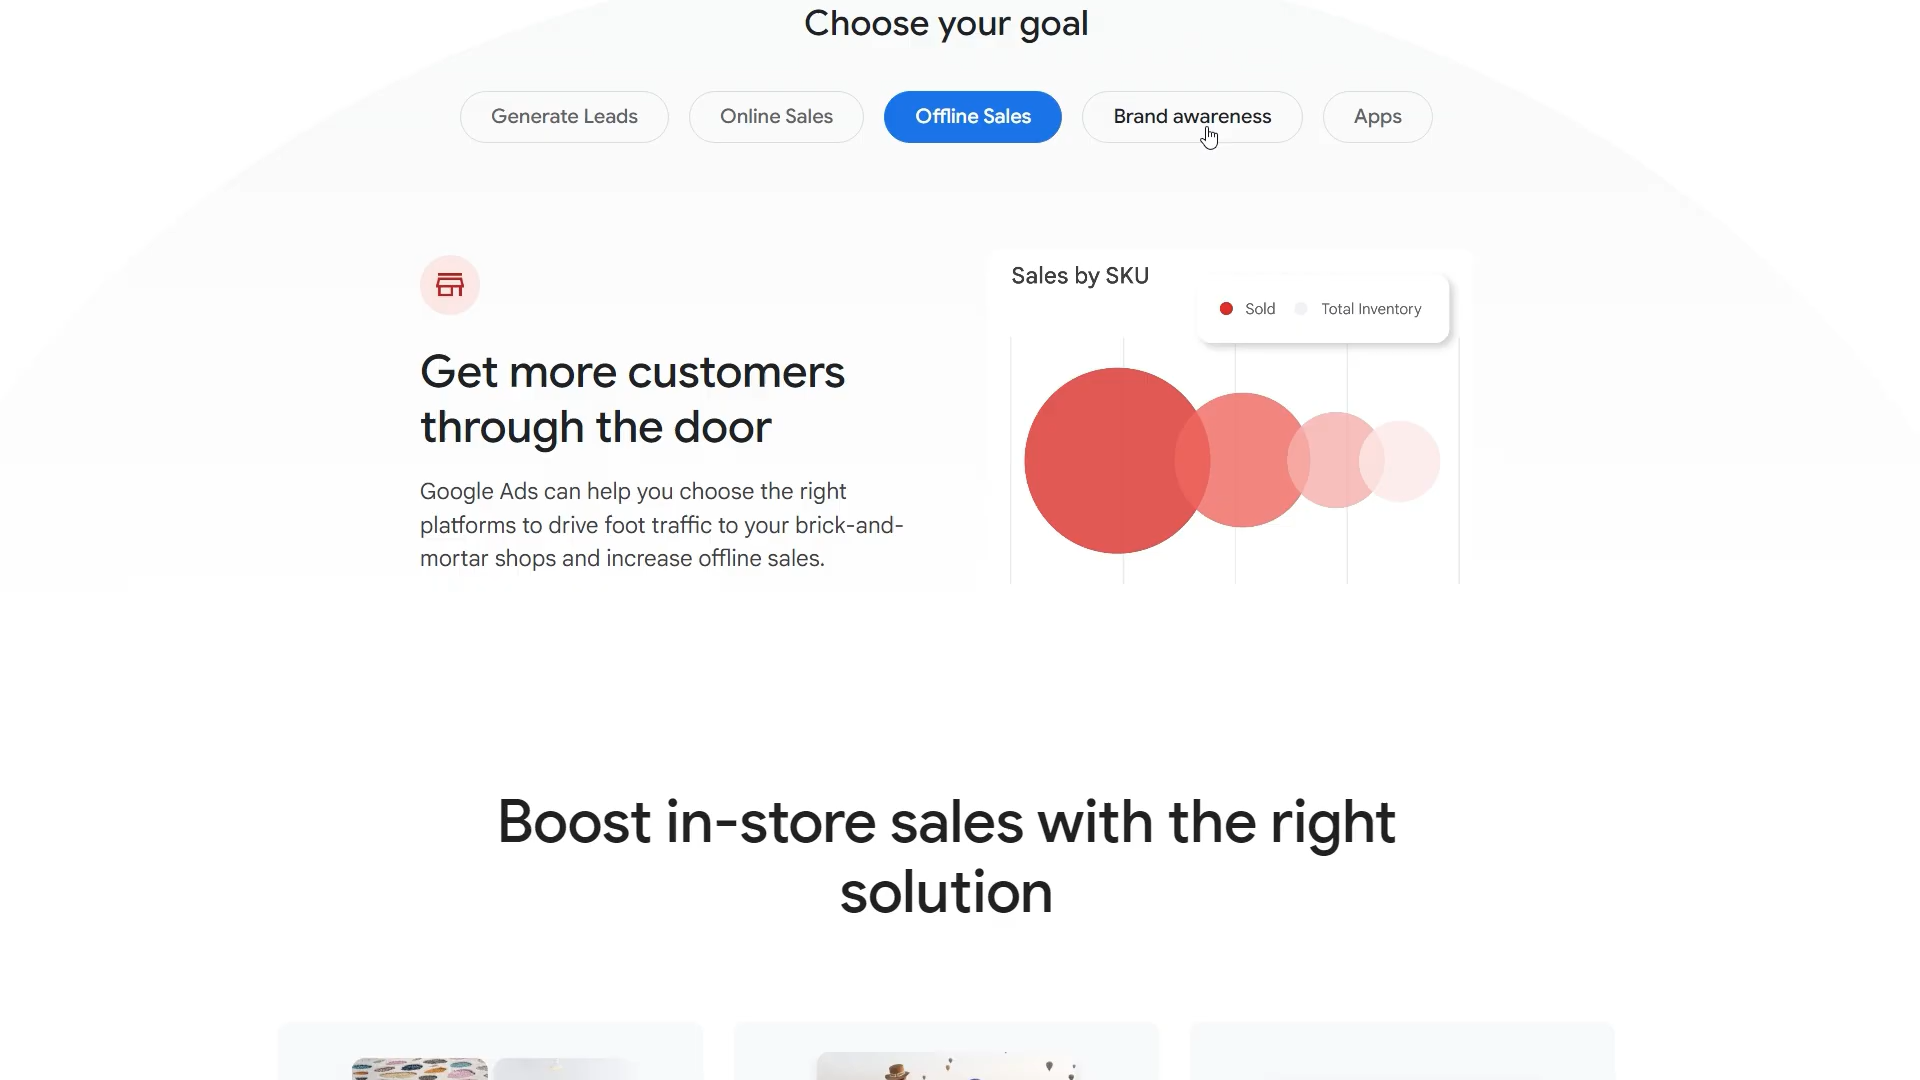 Choose your goal
Generate Leads
Online Sales
Offline Sales
Brand awareness
Apps
Sales by SKU
Sold
Total Inventory
Get more customers
through the door
Google Ads can help you choose the right
platforms to drive foot traffic to your brick-and-
mortar shops and increase offline sales.
Boost in-store sales with the right
solution